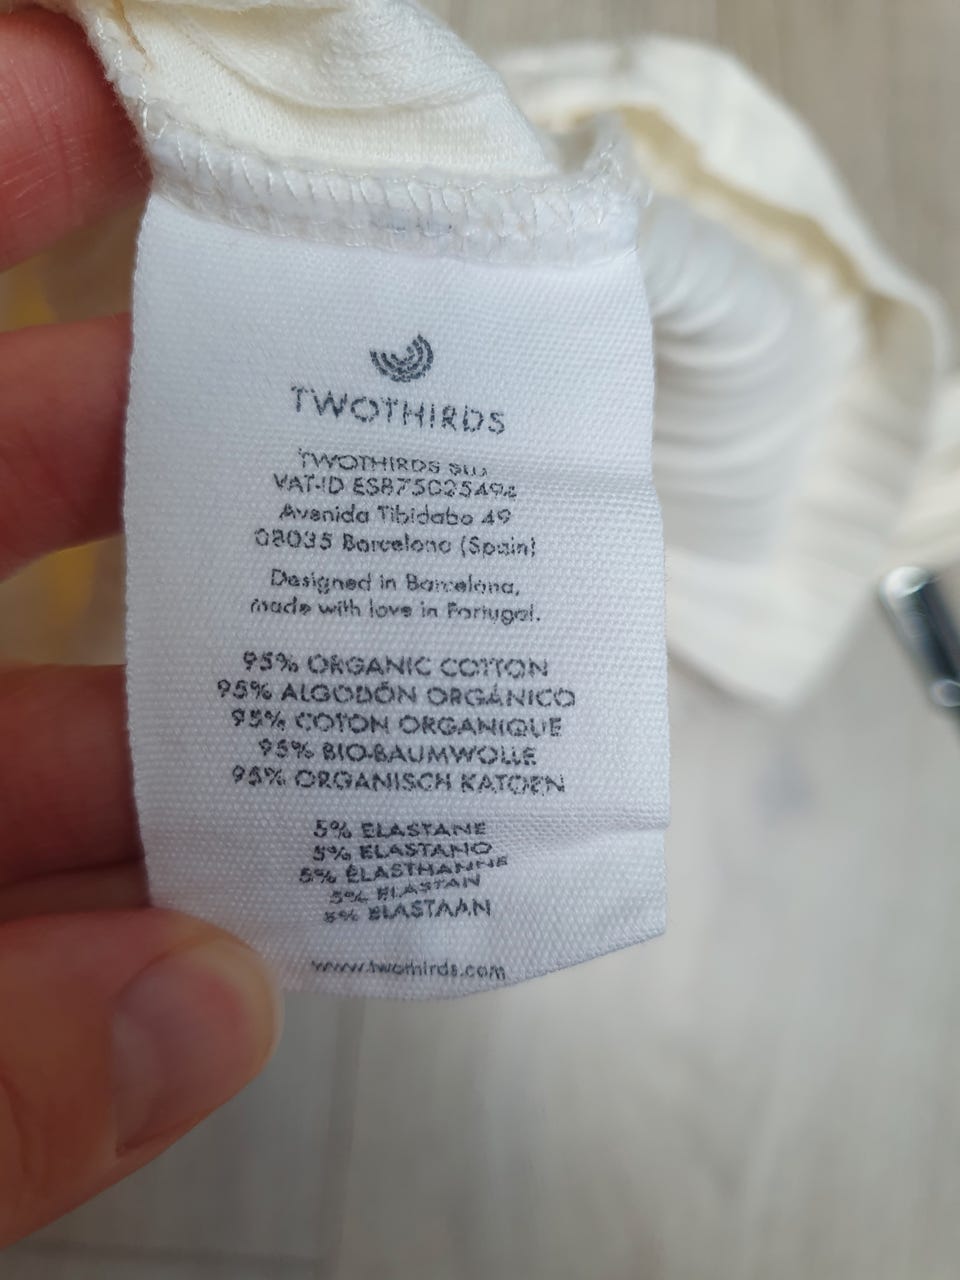 TWOTHIRDS
TWOTHIRDS
VAT-ID
Avenida Tibidabo 49
08035 Barcelona (Spain)
Designed in Barcelona,
made with love in Portugal.
95% ORGANIC COTTON
95% ALGODÓN ORGÁNICO
95% COTON ORGANIQUE
95% BIO-BAUMWOLLE
95% ORGANISCH KATOEN
5% ELASTANE
5% ELASTANO
5% ÉLASTHANNE
5% ELASTAN
5% ELASTAAN
www.twothirds.com